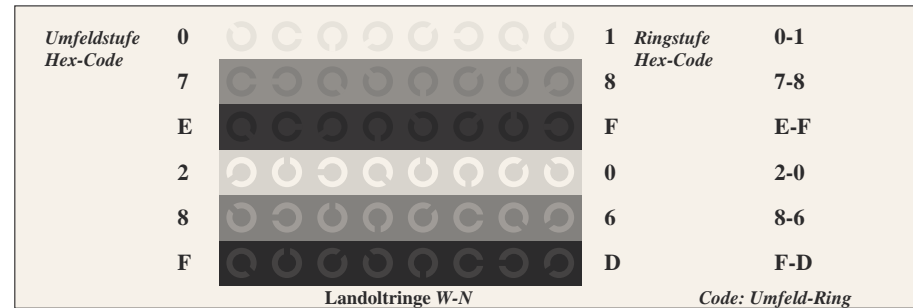 Umfeldstufe 0 1 Ringstufe 0-1
Hex-Code Hex-Code
7 8 7-8
E F E-F
2 0 2-0
8 6 8-6
F D F-D
Landoltringe W-N Code: Umfeld-Ring